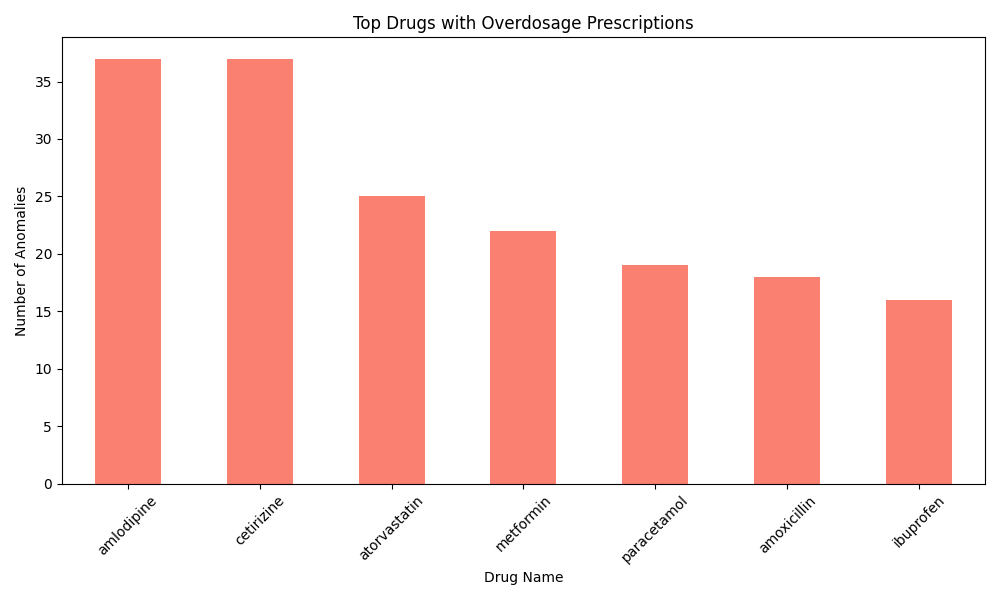 Top Drugs with Overdosage Prescriptions
Number of Anomalies
35
30
25
20
15
10
5
0
amlodipine
cetirizine
atorvastatin
metformin
paracetamol
amoxicillin
ibuprofen
Drug Name